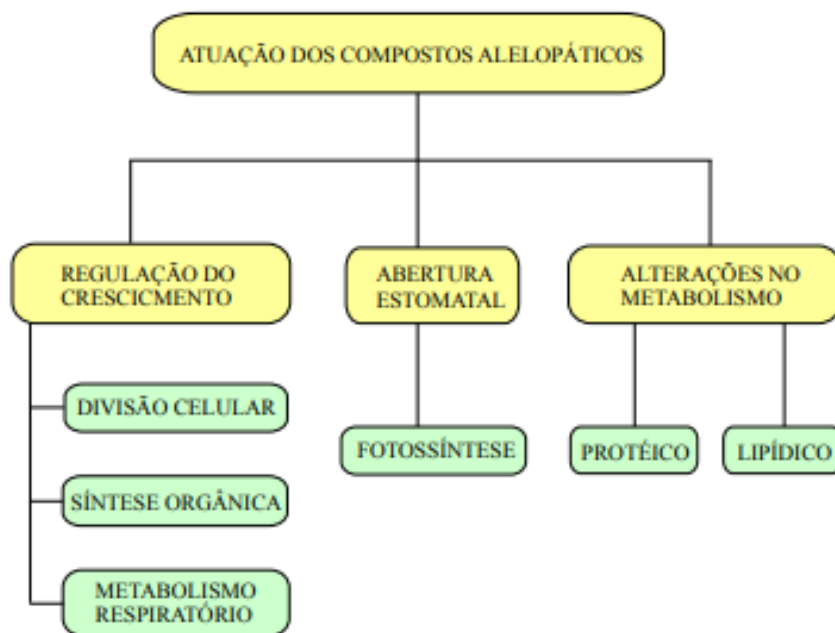 ATUAÇÃO DOS COMPOSTOS ALELOPÁTICOS
REGULAÇÃO DO
CRESCICMENTO
ABERTURA
ESTOMATAL
ALTERAÇÕES NO
METABOLISMO
DIVISÃO CELULAR
SÍNTESE ORGÂNICA
METABOLISMO
RESPIRATÓRIO
FOTOSSÍNTESE
PROTÉICO
LIPÍDICO